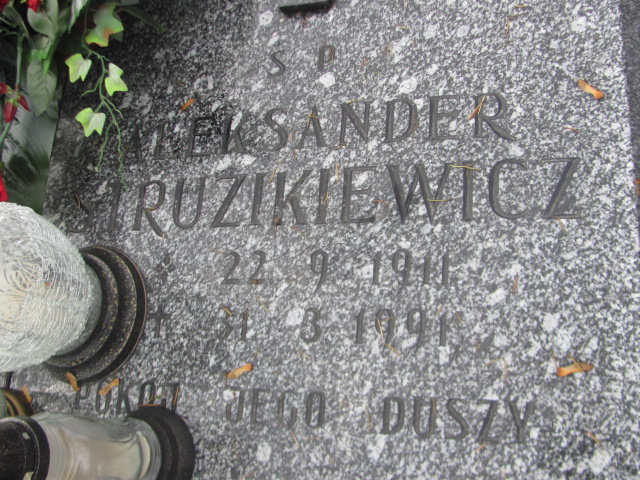 Ś P
ALEKSANDER
STRUZIKIEWICZ
* 22 9 1911
+ 31 3 1991
POKÓJ JEGO DUSZY